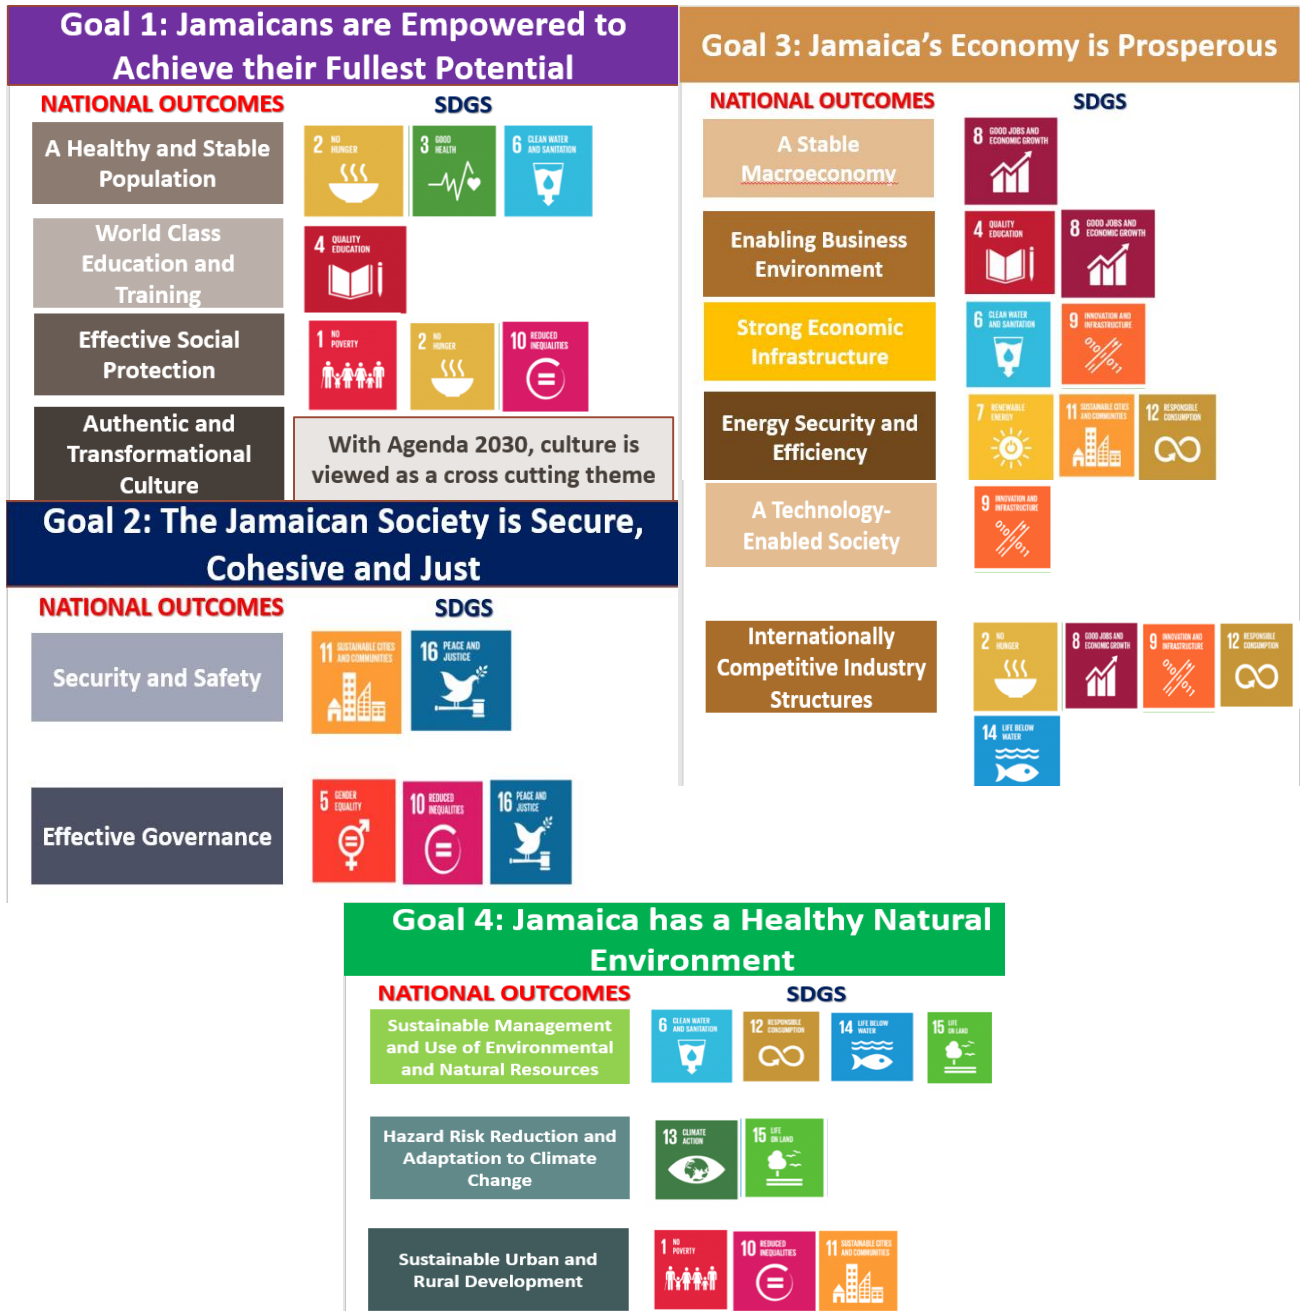 Goal 1: Jamaicans are Empowered to
Achieve their Fullest Potential
NATIONAL OUTCOMES
SDGS
A Healthy and Stable
Population
2 NO
HUNGER
3 GOOD
HEALTH
6 CLEAN WATER
AND SANITATION
World Class
Education and
Training
4 QUALITY
EDUCATION
Effective Social
Protection
1 NO
POVERTY
2 NO
HUNGER
10 REDUCED
INEQUALITIES
Authentic and
Transformational
Culture
With Agenda 2030, culture is
viewed as a cross cutting theme
Goal 2: The Jamaican Society is Secure,
Cohesive and Just
NATIONAL OUTCOMES
SDGS
Security and Safety
11 SUSTAINABLE CITIES
AND COMMUNITIES
16 PEACE AND
JUSTICE
Effective Governance
5 GENDER
EQUALITY
10 REDUCED
INEQUALITIES
16 PEACE AND
JUSTICE
Goal 3: Jamaica’s Economy is Prosperous
NATIONAL OUTCOMES
SDGS
A Stable
Macroeconomy
8 GOOD JOBS AND
ECONOMIC GROWTH
Enabling Business
Environment
4 QUALITY
EDUCATION
8 GOOD JOBS AND
ECONOMIC GROWTH
Strong Economic
Infrastructure
6 CLEAN WATER
AND SANITATION
9 INNOVATION AND
INFRASTRUCTURE
010
011
Energy Security and
Efficiency
7 RENEWABLE
ENERGY
11 SUSTAINABLE CITIES
AND COMMUNITIES
12 RESPONSIBLE
CONSUMPTION
A Technology-
Enabled Society
9 INNOVATION AND
INFRASTRUCTURE
010
011
Internationally
Competitive Industry
Structures
2 NO
HUNGER
8 GOOD JOBS AND
ECONOMIC GROWTH
9 INNOVATION AND
INFRASTRUCTURE
010
011
12 RESPONSIBLE
CONSUMPTION
14 LIFE BELOW
WATER
Goal 4: Jamaica has a Healthy Natural
Environment
NATIONAL OUTCOMES
SDGS
Sustainable Management
and Use of Environmental
and Natural Resources
6 CLEAN WATER
AND SANITATION
12 RESPONSIBLE
CONSUMPTION
14 LIFE BELOW
WATER
15 LIFE
ON LAND
Hazard Risk Reduction and
Adaptation to Climate
Change
13 CLIMATE
ACTION
15 LIFE
ON LAND
Sustainable Urban and
Rural Development
1 NO
POVERTY
10 REDUCED
INEQUALITIES
11 SUSTAINABLE CITIES
AND COMMUNITIES